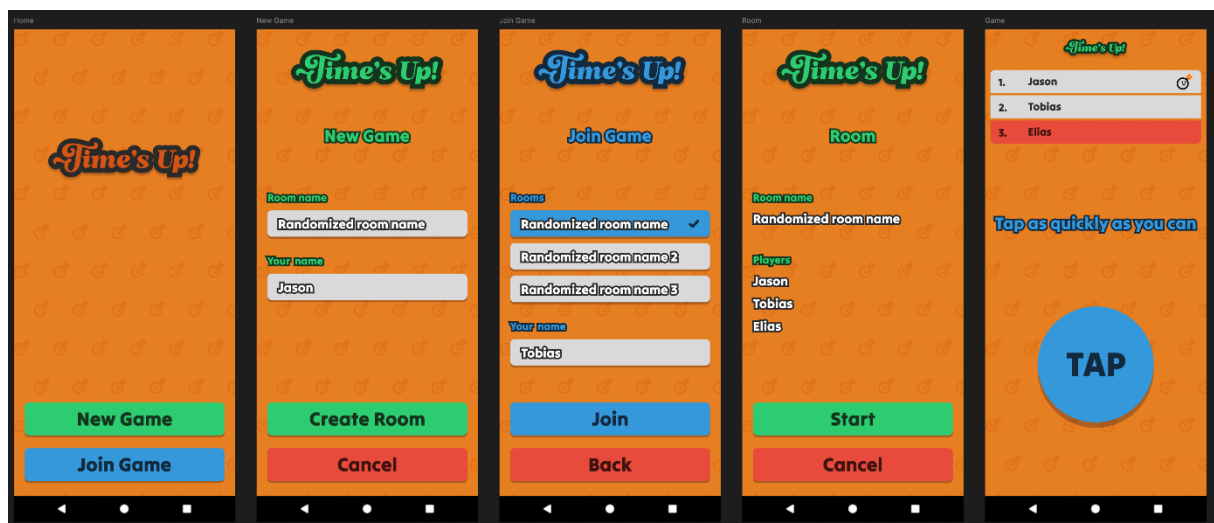 Home
Time's Up!
New Game
Join Game
New Game
Time's Up!
New Game
Room name
Randomized room name
Your name
Jason
Create Room
Cancel
Join Game
Time's Up!
Join Game
Rooms
Randomized room name
Randomized room name 2
Randomized room name 3
Your name
Tobias
Join
Back
Room
Time's Up!
Room
Room name
Randomized room name
Players
Jason
Tobias
Elias
Start
Cancel
Game
Time's Up!
1. Jason
2. Tobias
3. Elias
Tap as quickly as you can
TAP